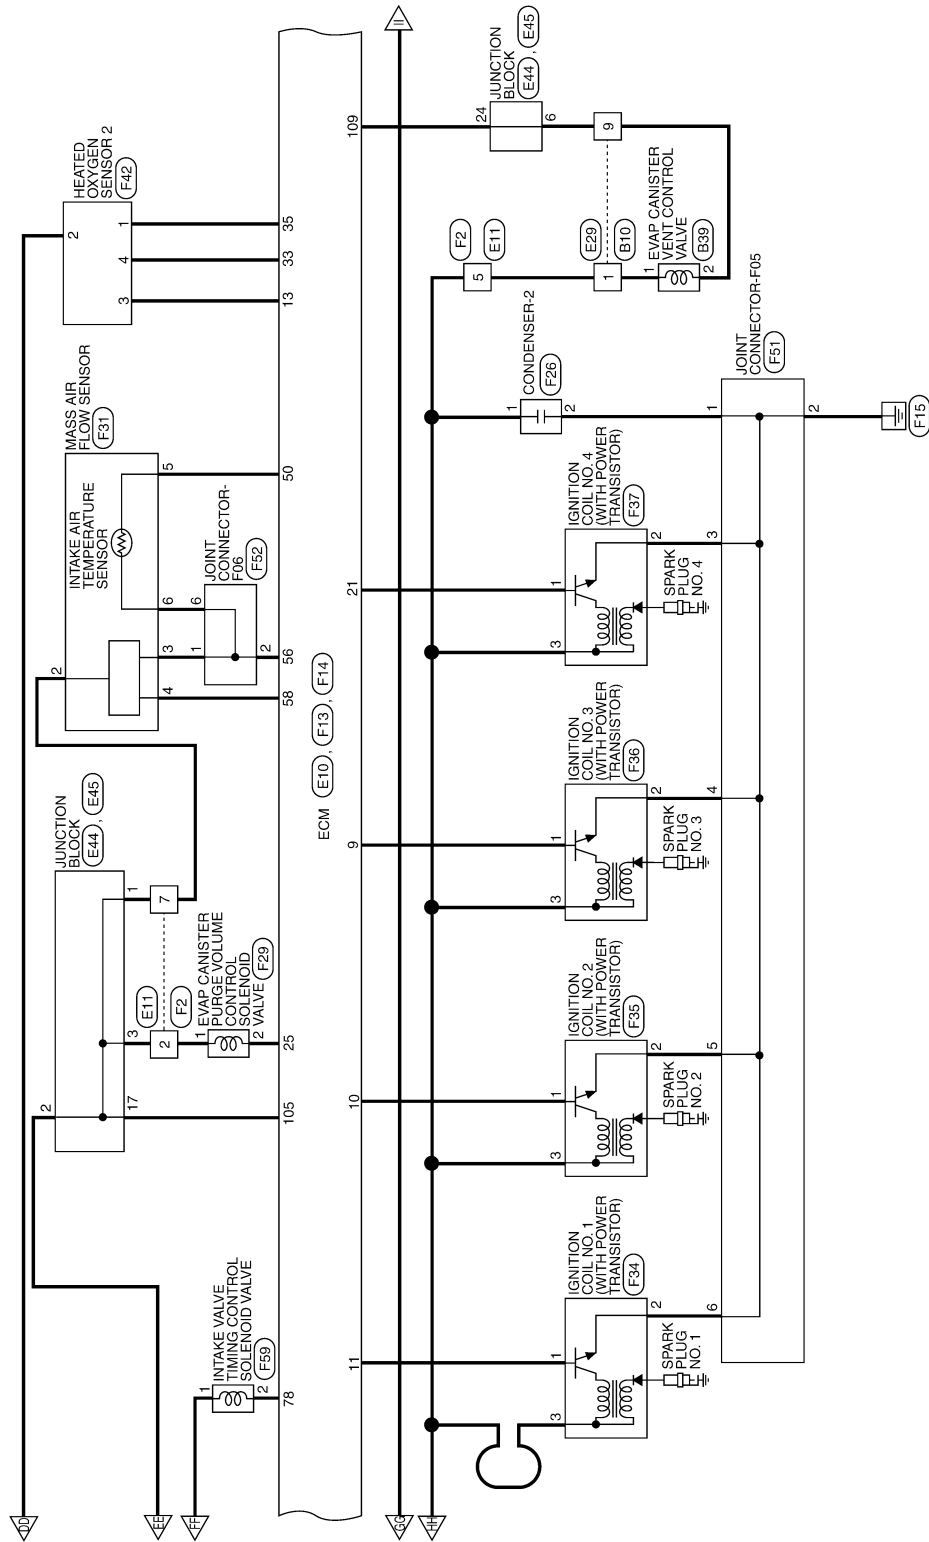 DD
EE
FF
GG
HH
II
HEATED
OXYGEN
SENSOR 2
F42
2
3
4
1
13
33
35
MASS AIR
FLOW SENSOR
F31
INTAKE AIR
TEMPERATURE
SENSOR
2
4
3
6
5
JOINT
CONNECTOR-
F06
F52
1
6
2
58
56
50
JUNCTION
BLOCK
E44 , E45
2
17
3
1
2
7
E11
F2
EVAP CANISTER
PURGE VOLUME
CONTROL
SOLENOID
VALVE F29
1
2
105
25
INTAKE VALVE
TIMING CONTROL
SOLENOID VALVE
F59
1
2
78
ECM E10 , F13 , F14
11
10
9
21
109
JUNCTION
BLOCK
E44 , E45
24
6
9
F2
E11
5
E29
B10
1
EVAP CANISTER
VENT CONTROL
VALVE
B39
1
2
CONDENSER-2
F26
1
2
IGNITION
COIL NO. 1
(WITH POWER
TRANSISTOR)
F34
3
1
2
SPARK
PLUG
NO. 1
IGNITION
COIL NO. 2
(WITH POWER
TRANSISTOR)
F35
3
1
2
SPARK
PLUG
NO. 2
IGNITION
COIL NO. 3
(WITH POWER
TRANSISTOR)
F36
3
1
2
SPARK
PLUG
NO. 3
IGNITION
COIL NO. 4
(WITH POWER
TRANSISTOR)
F37
3
1
2
SPARK
PLUG
NO. 4
JOINT
CONNECTOR-F05
F51
6
5
4
3
1
2
F15